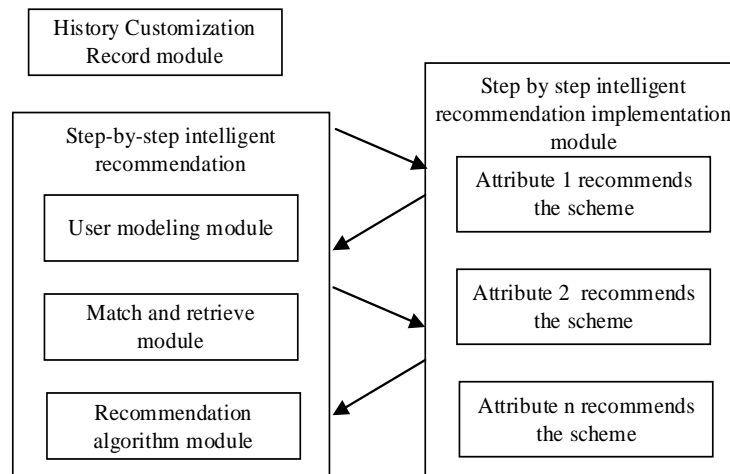 History Customization
Record module
Step-by-step intelligent
recommendation
User modeling module
Match and retrieve
module
Recommendation
algorithm module
Step by step intelligent
recommendation implementation
module
Attribute 1 recommends
the scheme
Attribute 2 recommends
the scheme
Attribute n recommends
the scheme